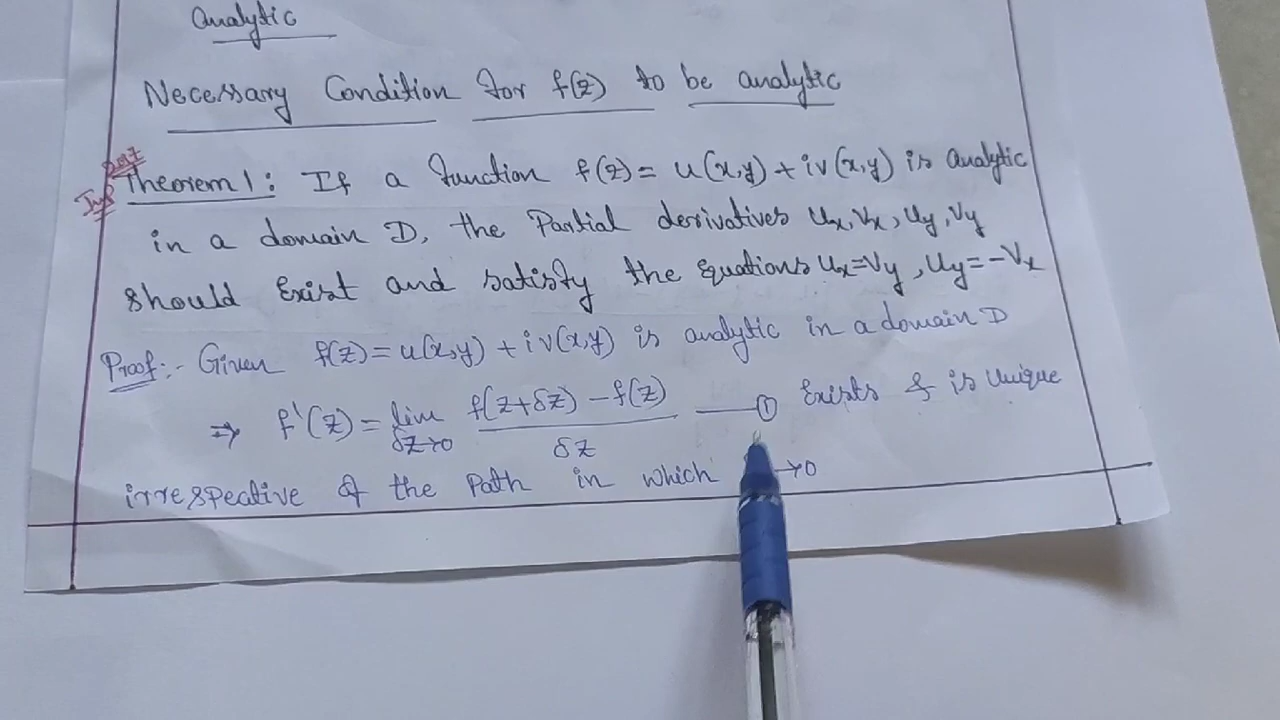 analytic
Necessary Condition for f(z) to be analytic
Theorem 1: If a function f(z) = u(x,y) + iv(x,y) is analytic
in a domain D, the Partial derivatives ux, vx, uy, vy
should Exist and satisfy the equations ux=vy, uy=-vx
Proof:- Given f(z) = u(x,y) + iv(x,y) is analytic in a domain D
⇒ f'(z) = lim δz→0 f(z+δz) - f(z) / δz —① Exists & is unique
irrespective of the Path in which →0